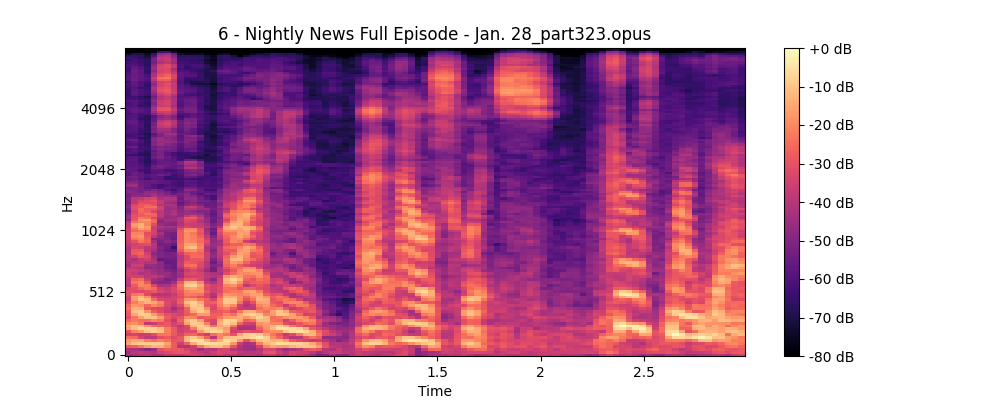 6 - Nightly News Full Episode - Jan. 28_part323.opus
Hz
4096
2048
1024
512
0
0
0.5
1
1.5
2
2.5
Time
+0 dB
-10 dB
-20 dB
-30 dB
-40 dB
-50 dB
-60 dB
-70 dB
-80 dB